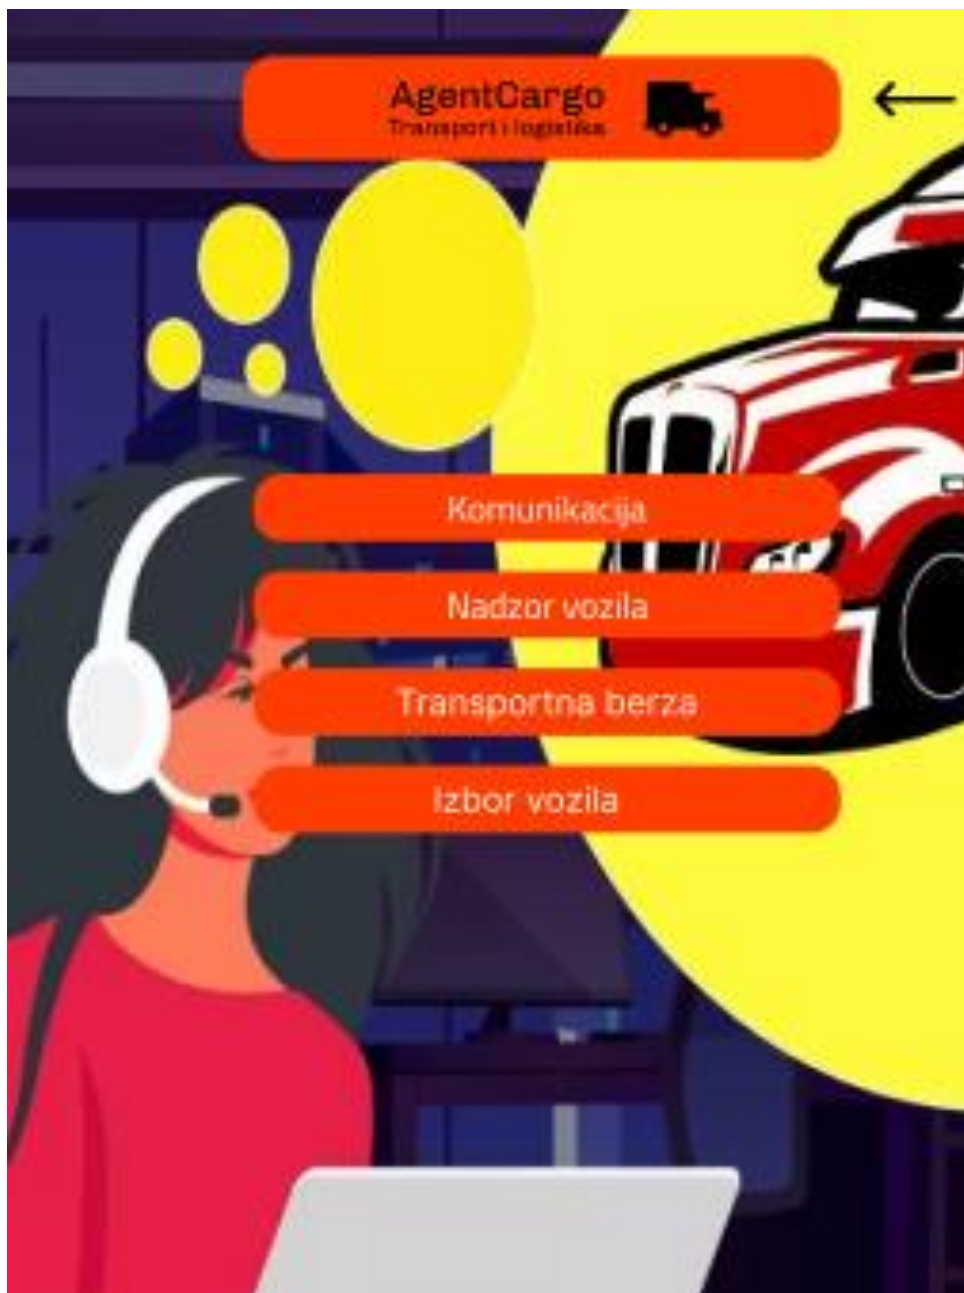 AgentCargo
Transport i logistika
Komunikacija
Nadzor vozila
Transportna berza
Izbor vozila